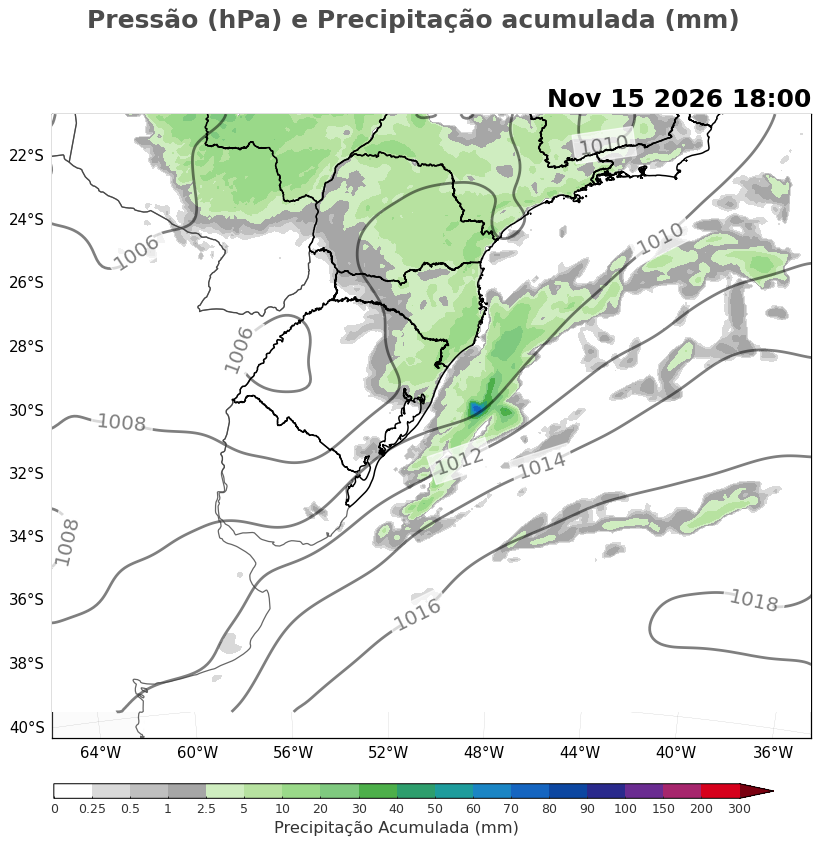 Pressão (hPa) e Precipitação acumulada (mm)
Nov 15 2026 18:00
22°S
24°S
26°S
28°S
30°S
32°S
34°S
36°S
38°S
40°S
1010
1010
1006
1006
1008
1012
1014
1008
1016
1018
64°W 60°W 56°W 52°W 48°W 44°W 40°W 36°W
0 0.25 0.5 1 2.5 5 10 20 30 40 50 60 70 80 90 100 150 200 300
Precipitação Acumulada (mm)